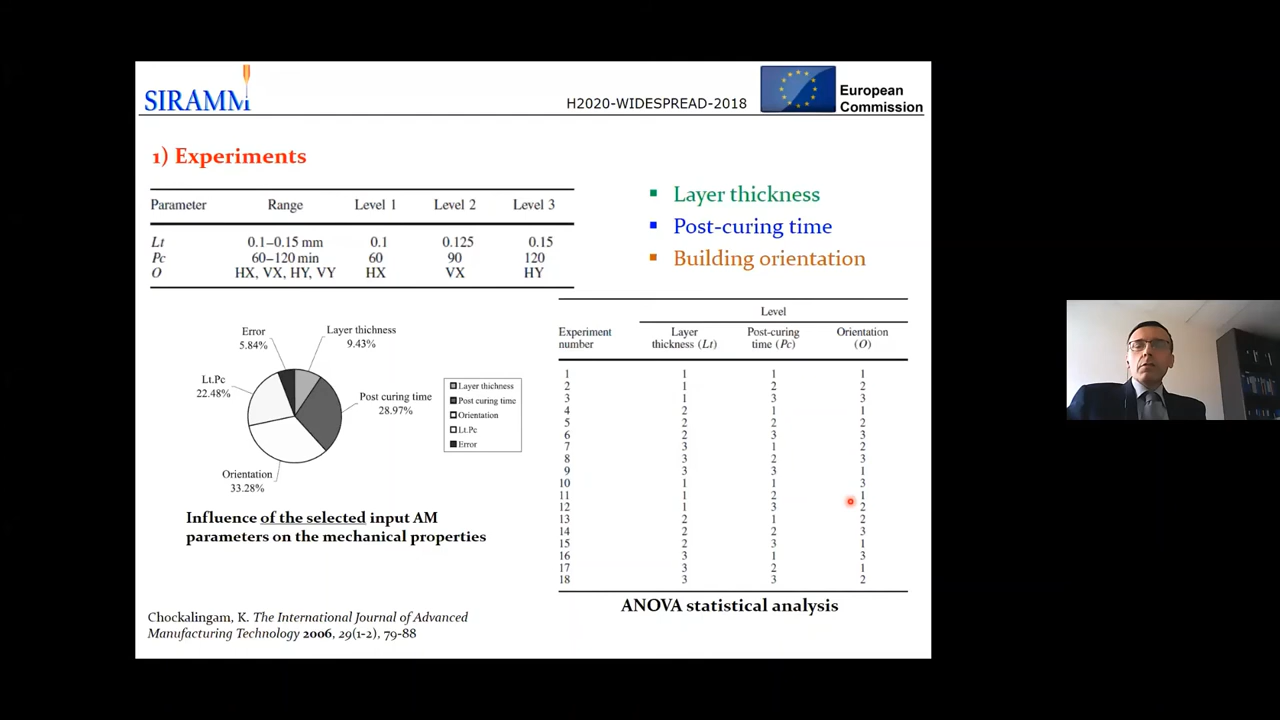 SIRAMM
H2020-WIDESPREAD-2018
European
Commission
1) Experiments
Parameter Range Level 1 Level 2 Level 3
Lt 0.1–0.15 mm 0.1 0.125 0.15
Pc 60–120 min 60 90 120
O HX, VX, HY, VY HX VX HY
Layer thickness
Post-curing time
Building orientation
Error
5.84%
Layer thichness
9.43%
Lt.Pc
22.48%
Post curing time
28.97%
Orientation
33.28%
Layer thichness
Post curing time
Orientation
Lt.Pc
Error
Influence of the selected input AM
parameters on the mechanical properties
Level
Experiment Layer Post-curing Orientation
number thickness (Lt) time (Pc) (O)
1 1 1 1
2 1 2 2
3 1 3 3
4 2 1 1
5 2 2 2
6 2 3 3
7 3 1 2
8 3 2 3
9 3 3 1
10 1 1 3
11 1 2 1
12 1 3 2
13 2 1 2
14 2 2 3
15 2 3 1
16 3 1 3
17 3 2 1
18 3 3 2
ANOVA statistical analysis
Chockalingam, K. The International Journal of Advanced
Manufacturing Technology 2006, 29(1-2), 79-88